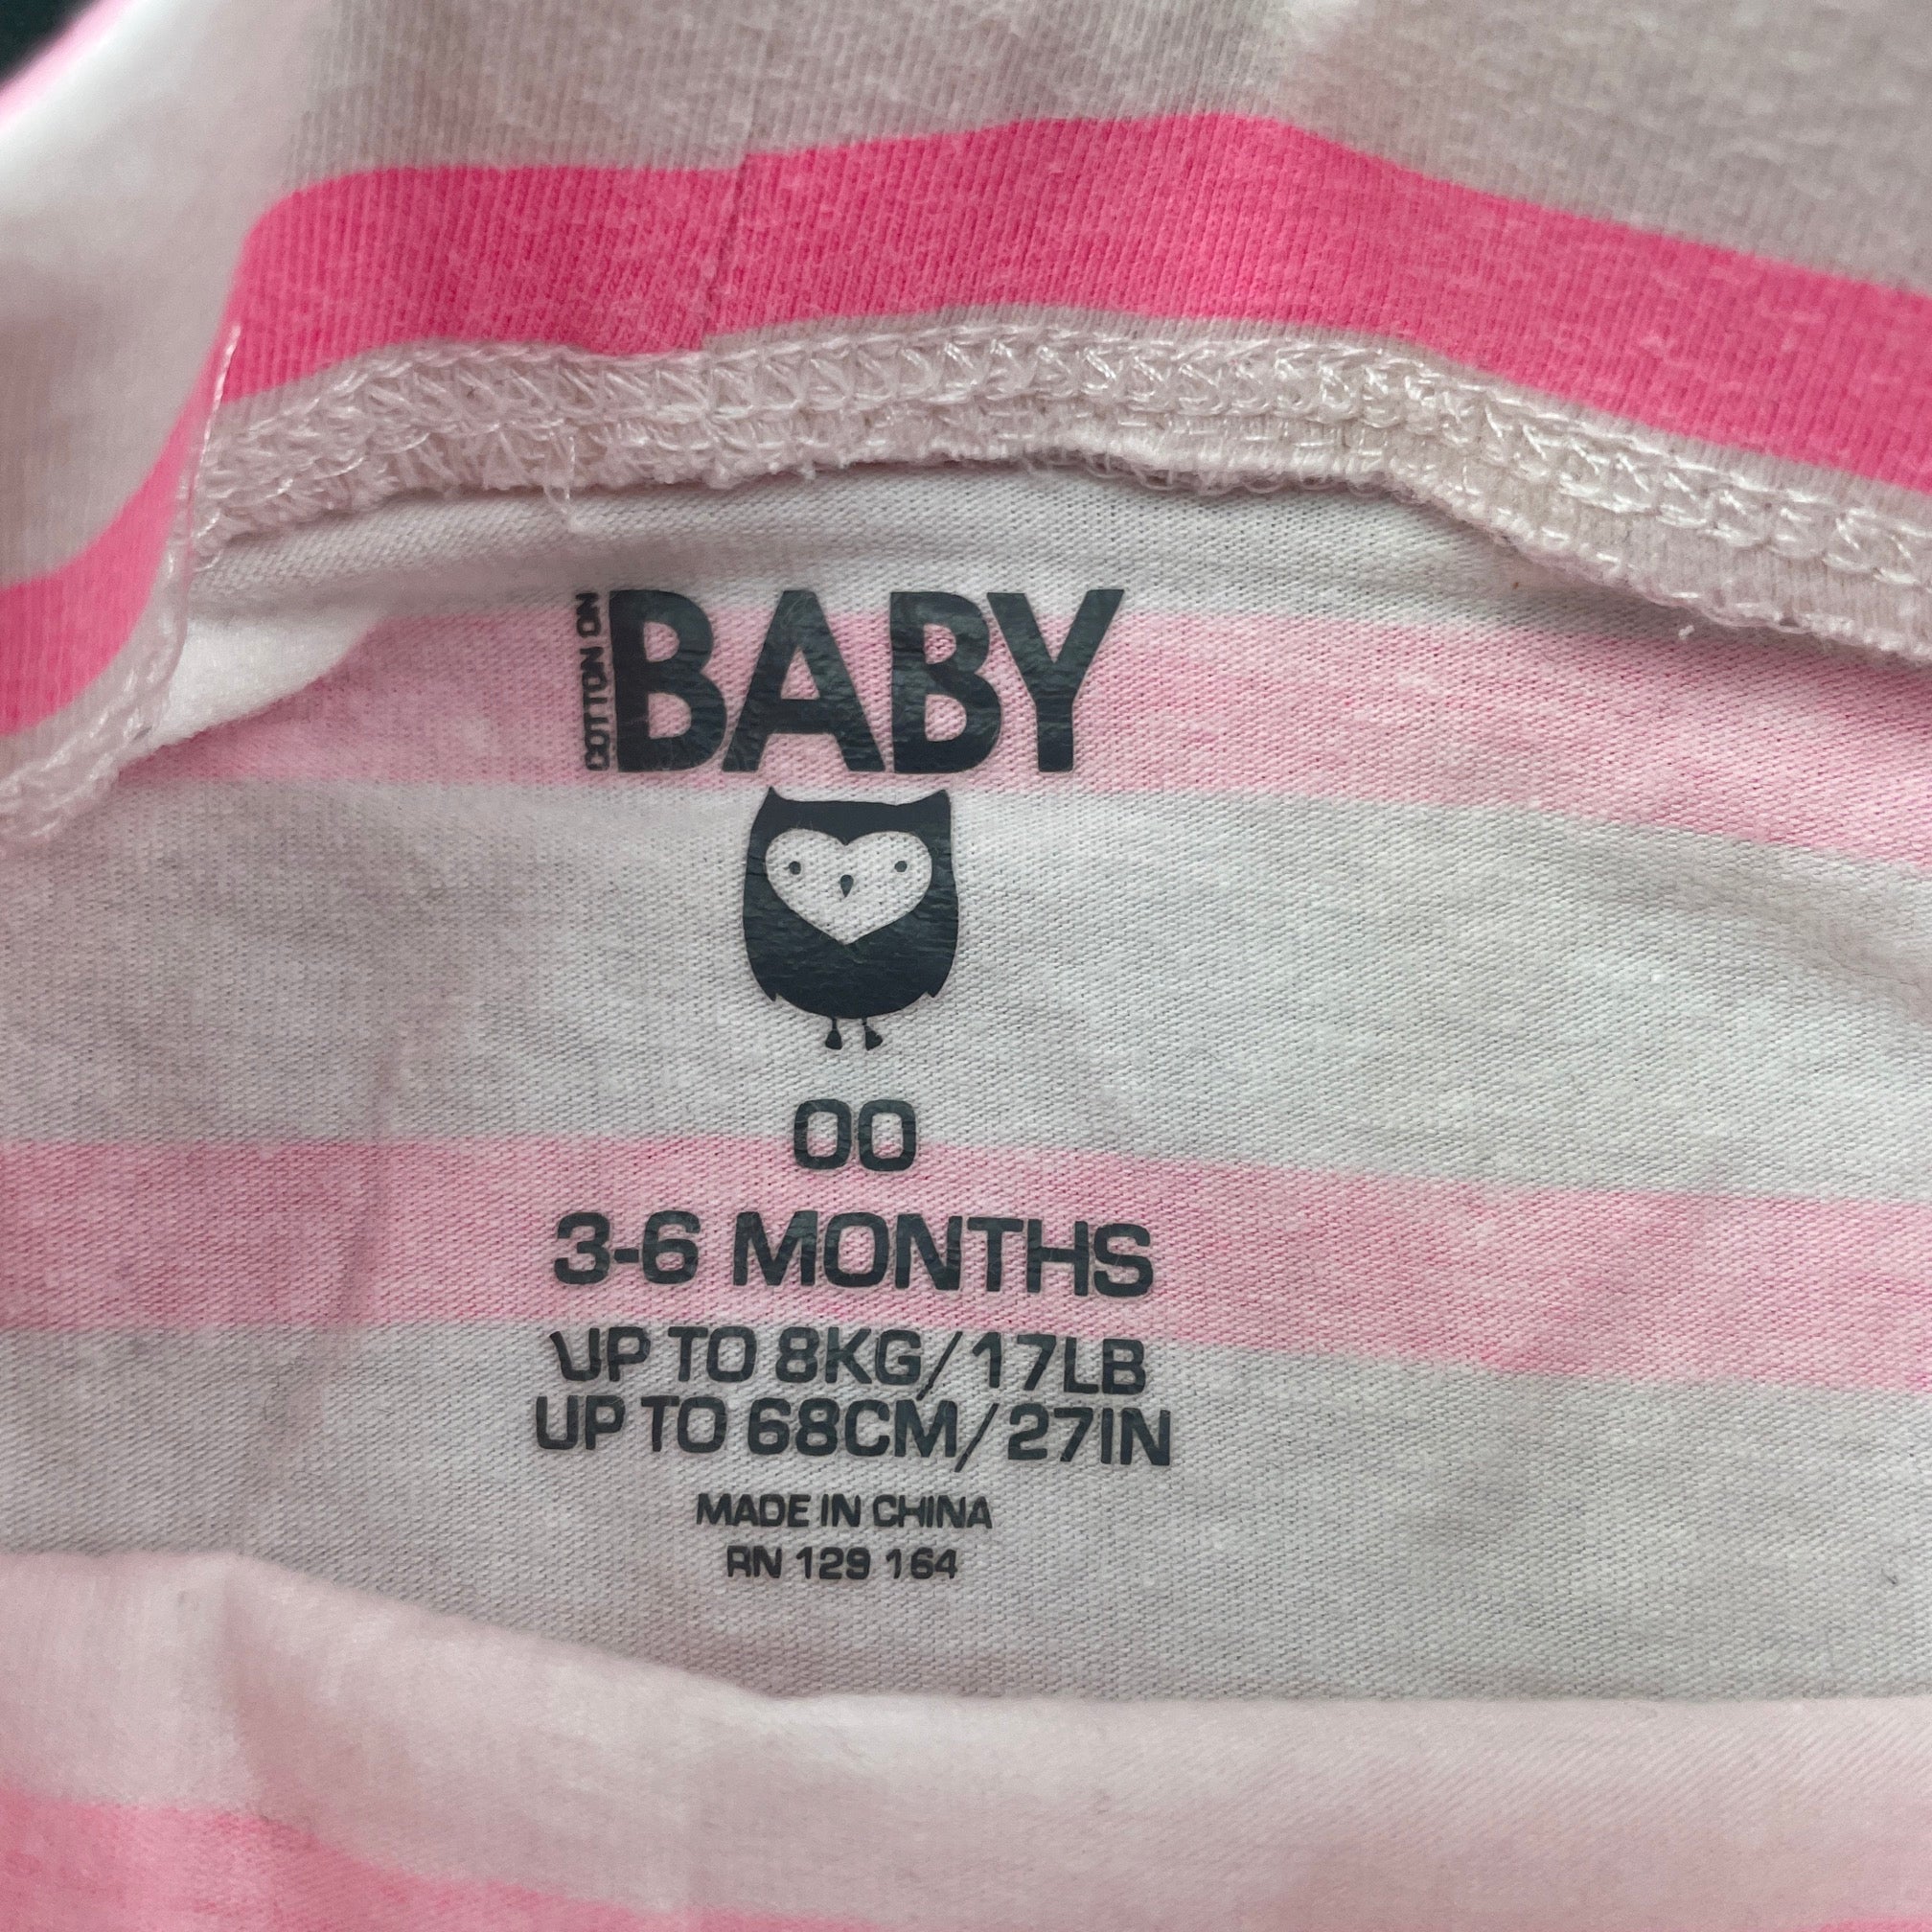 COTTON ON
BABY
00
3-6 MONTHS
UP TO 8KG/17LB
UP TO 68CM/27IN
MADE IN CHINA
RN 129 164